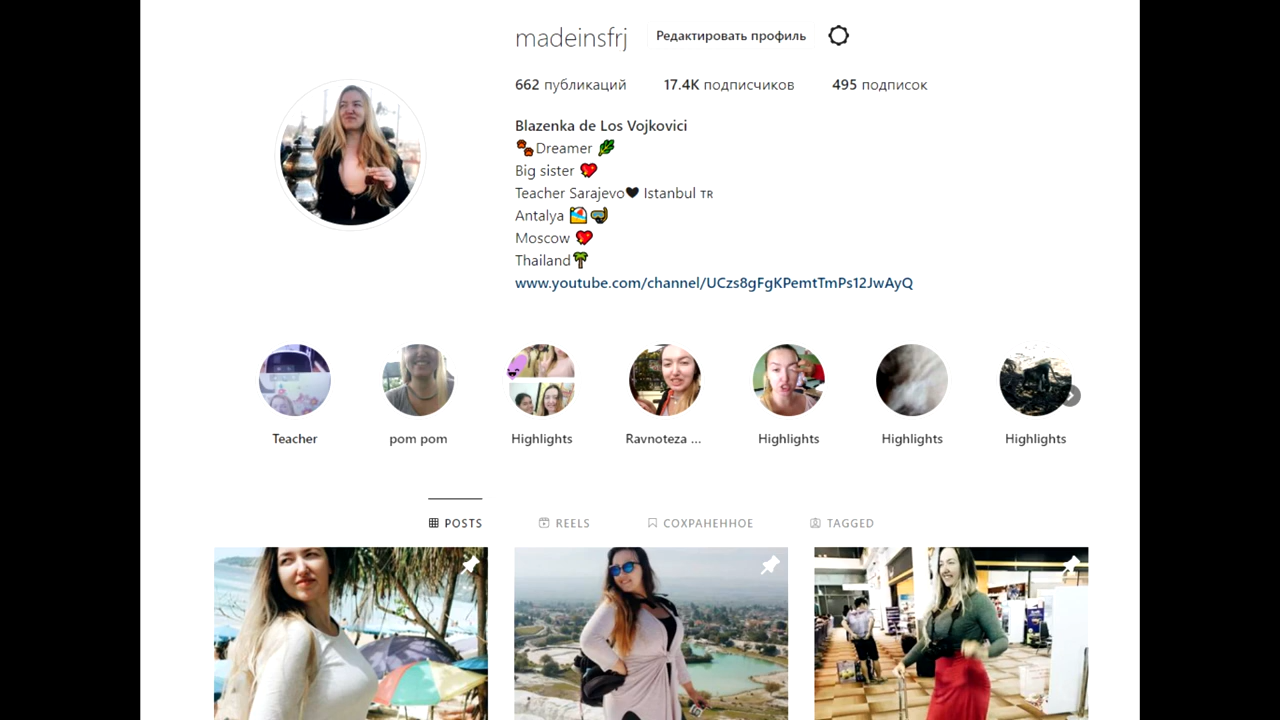 madeinsfrj Редактировать профиль
662 публикаций 17.4K подписчиков 495 подписок
Blazenka de Los Vojkovici
Dreamer
Big sister
Teacher Sarajevo🖤 Istanbul TR
Antalya
Moscow
Thailand
www.youtube.com/channel/UCzs8gFgKPemtTmPs12JwAyQ
Teacher pom pom Highlights Ravnoteza ... Highlights Highlights Highlights
POSTS REELS СОХРАНЕННОЕ TAGGED